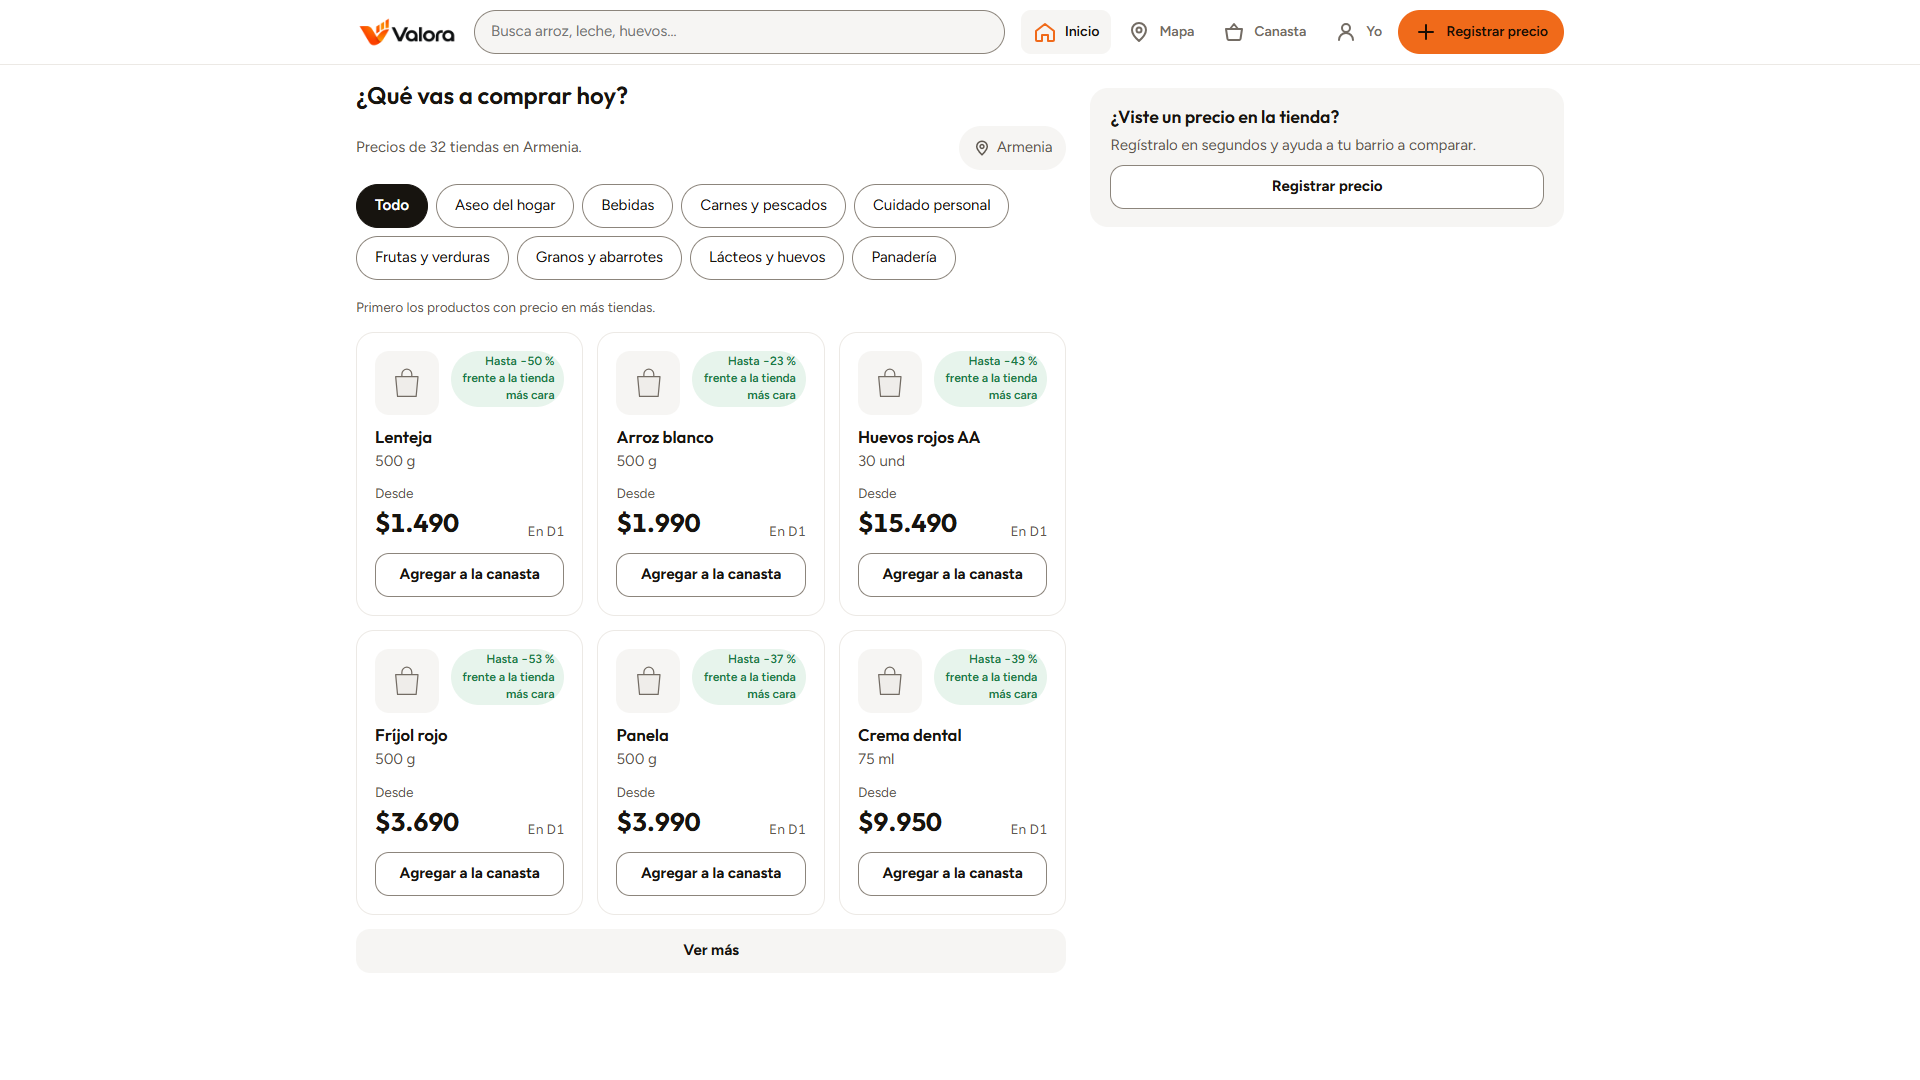 Valora
Busca arroz, leche, huevos...
Inicio
Mapa
Canasta
Yo
Registrar precio
¿Qué vas a comprar hoy?
Precios de 32 tiendas en Armenia.
Armenia
Todo
Aseo del hogar
Bebidas
Carnes y pescados
Cuidado personal
Frutas y verduras
Granos y abarrotes
Lácteos y huevos
Panadería
Primero los productos con precio en más tiendas.
Hasta -50 %
frente a la tienda
más cara
Lenteja
500 g
Desde
$1.490
En D1
Agregar a la canasta
Hasta -23 %
frente a la tienda
más cara
Arroz blanco
500 g
Desde
$1.990
En D1
Agregar a la canasta
Hasta -43 %
frente a la tienda
más cara
Huevos rojos AA
30 und
Desde
$15.490
En D1
Agregar a la canasta
Hasta -53 %
frente a la tienda
más cara
Fríjol rojo
500 g
Desde
$3.690
En D1
Agregar a la canasta
Hasta -37 %
frente a la tienda
más cara
Panela
500 g
Desde
$3.990
En D1
Agregar a la canasta
Hasta -39 %
frente a la tienda
más cara
Crema dental
75 ml
Desde
$9.950
En D1
Agregar a la canasta
Ver más
¿Viste un precio en la tienda?
Regístralo en segundos y ayuda a tu barrio a comparar.
Registrar precio